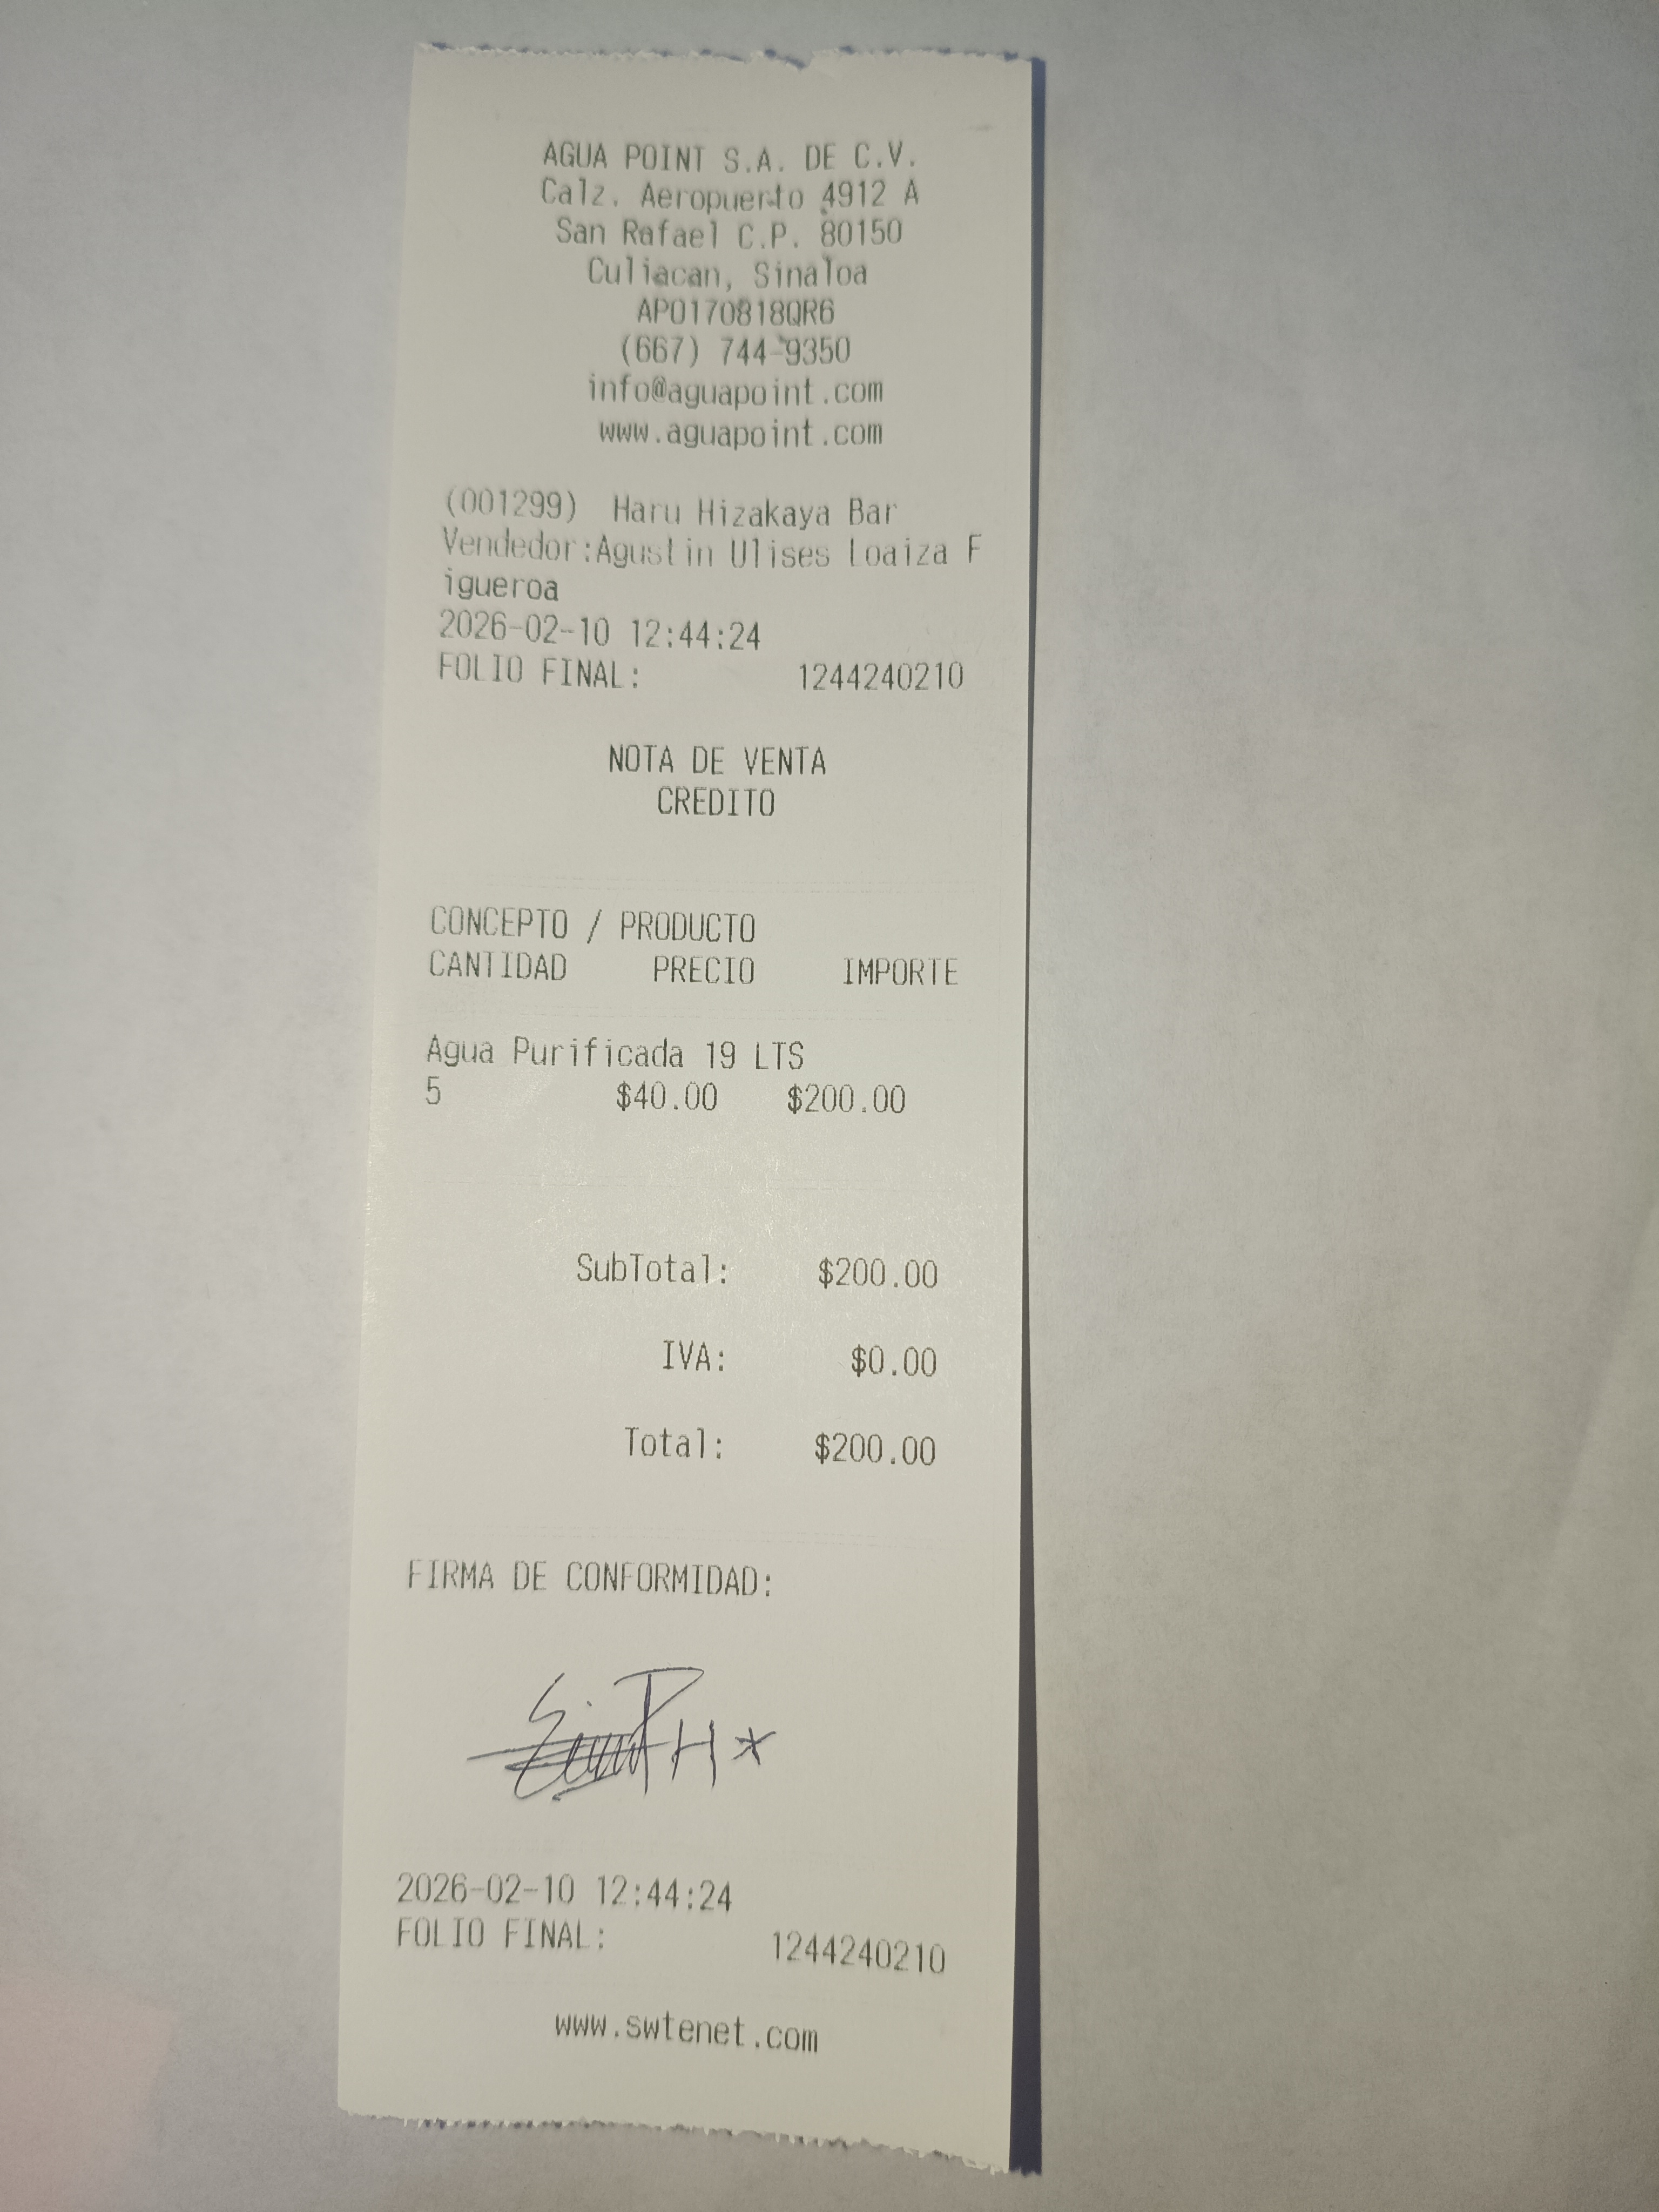 AGUA POINT S.A. DE C.V.
Calz. Aeropuerto 4912 A
San Rafael C.P. 80150
Culiacan, Sinaloa
APO170818QR6
(667) 744-9350
info@aguapoint.com
www.aguapoint.com
(001299) Haru Hizakaya Bar
Vendedor:Agustin Ulises Loaiza F
igueroa
2026-02-10 12:44:24
FOLIO FINAL: 1244240210
NOTA DE VENTA
CREDITO
CONCEPTO / PRODUCTO
CANTIDAD PRECIO IMPORTE
Agua Purificada 19 LTS
5 $40.00 $200.00
SubTotal: $200.00
IVA: $0.00
Total: $200.00
FIRMA DE CONFORMIDAD:
2026-02-10 12:44:24
FOLIO FINAL: 1244240210
www.swtenet.com